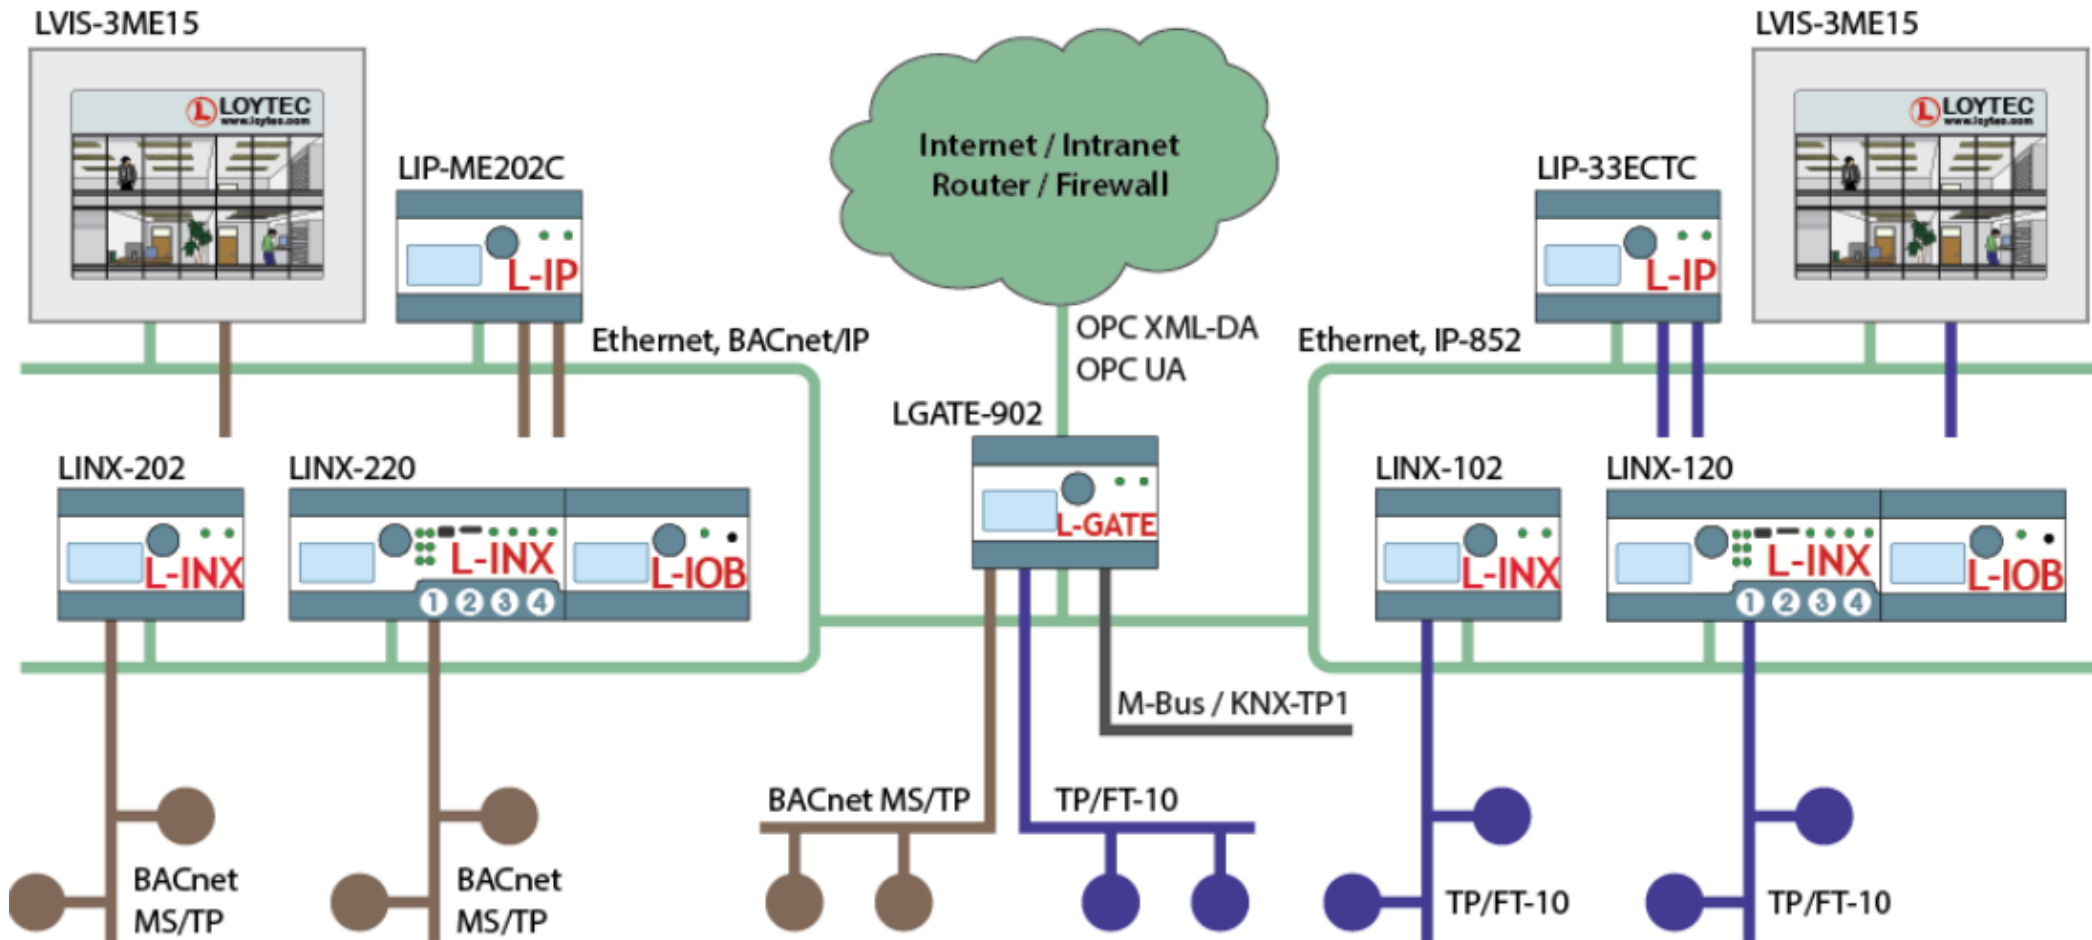 LVIS-3ME15
LOYTEC
www.loytec.com
LIP-ME202C
L-IP
Internet / Intranet
Router / Firewall
LIP-33ECTC
L-IP
LVIS-3ME15
LOYTEC
www.loytec.com
Ethernet, BACnet/IP
OPC XML-DA
OPC UA
Ethernet, IP-852
LGATE-902
L-GATE
LINX-202
L-INX
LINX-220
L-INX
1 2 3 4
L-IOB
LINX-102
L-INX
LINX-120
L-INX
1 2 3 4
L-IOB
M-Bus / KNX-TP1
BACnet MS/TP
TP/FT-10
BACnet
MS/TP
BACnet
MS/TP
TP/FT-10
TP/FT-10